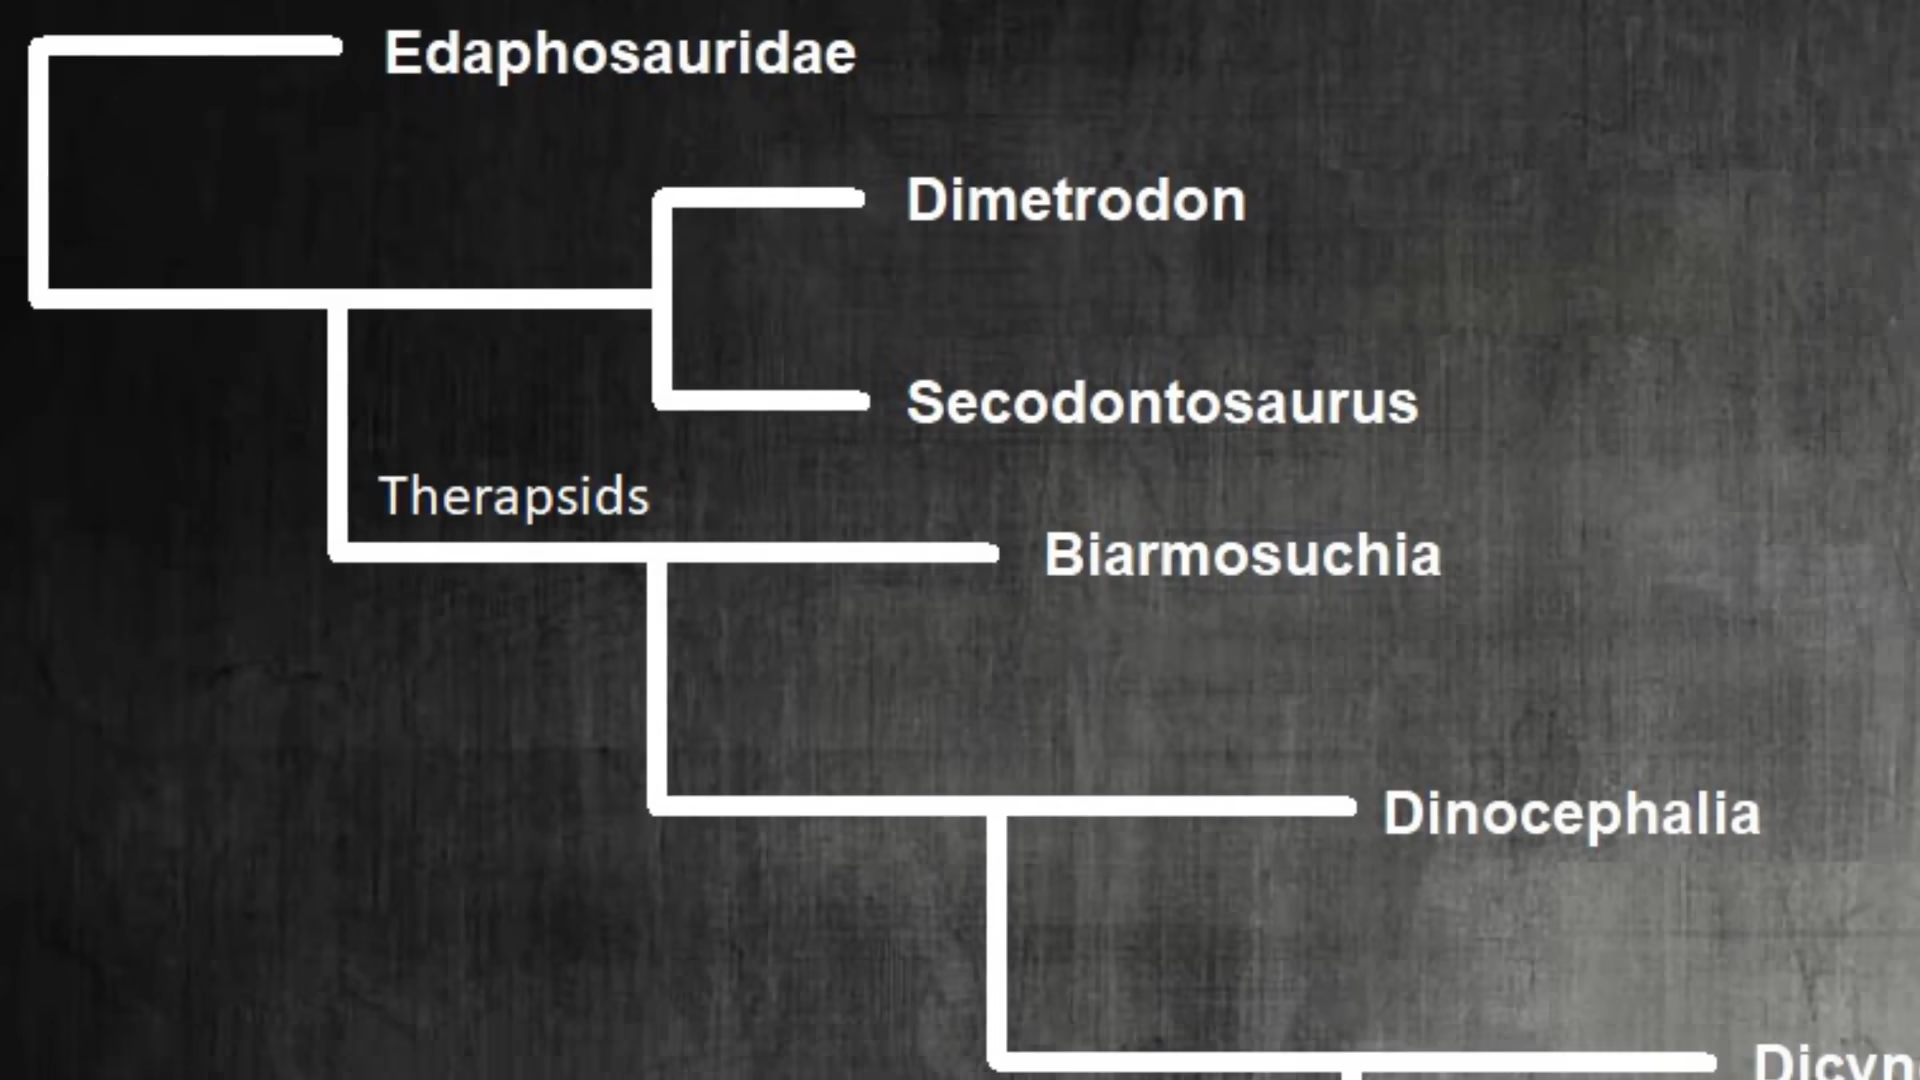 Edaphosauridae
Dimetrodon
Secodontosaurus
Therapsids
Biarmosuchia
Dinocephalia